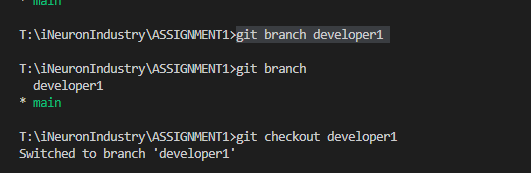 * main
T:\iNeuronIndustry\ASSIGNMENT1>git branch developer1
T:\iNeuronIndustry\ASSIGNMENT1>git branch
developer1
* main
T:\iNeuronIndustry\ASSIGNMENT1>git checkout developer1
Switched to branch 'developer1'